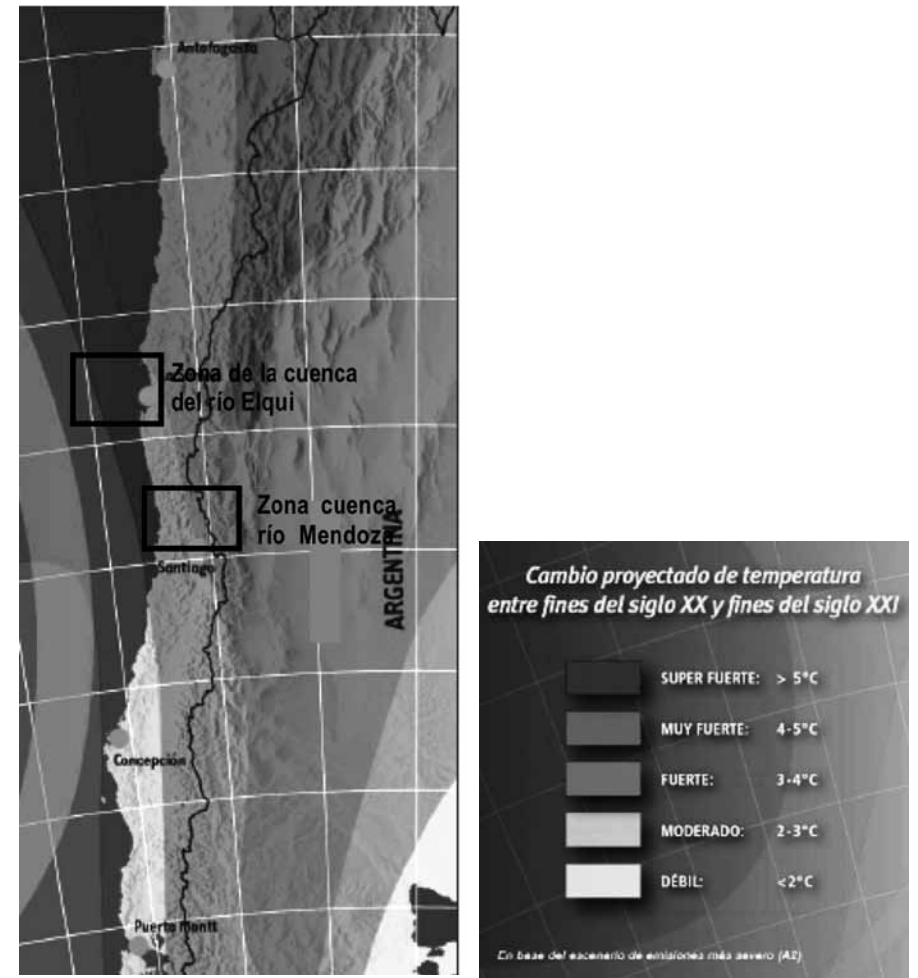 Antofagasta
Zona de la cuenca
del río Elqui
Zona cuenca
río Mendoza
ARGENTINA
Santiago
Concepción
Puerto Montt
Cambio proyectado de temperatura
entre fines del siglo XX y fines del siglo XXI
SUPER FUERTE: > 5°C
MUY FUERTE: 4-5°C
FUERTE: 3-4°C
MODERADO: 2-3°C
DÉBIL: <2°C
En base del escenario de emisiones más severo (A2)